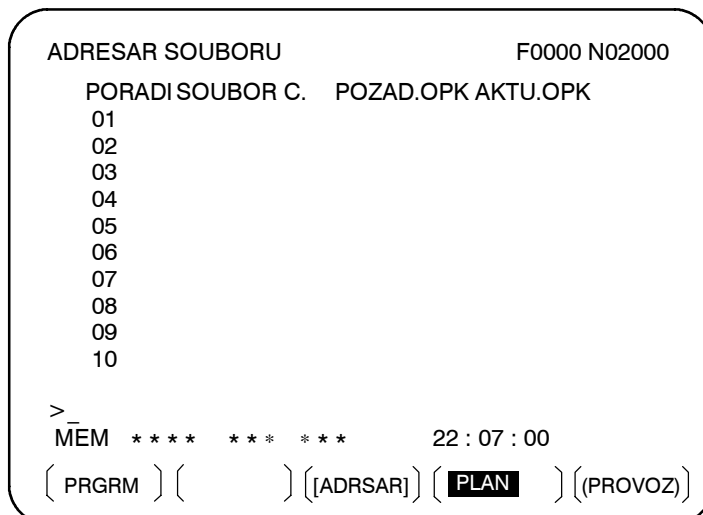 ADRESAR SOUBORU F0000 N02000
PORADI SOUBOR C. POZAD.OPK AKTU.OPK
01
02
03
04
05
06
07
08
09
10
>_
MEM **** *** *** 22 : 07 : 00
( PRGRM ) ( ) ([ADRSAR]) ( PLAN ) ((PROVOZ))